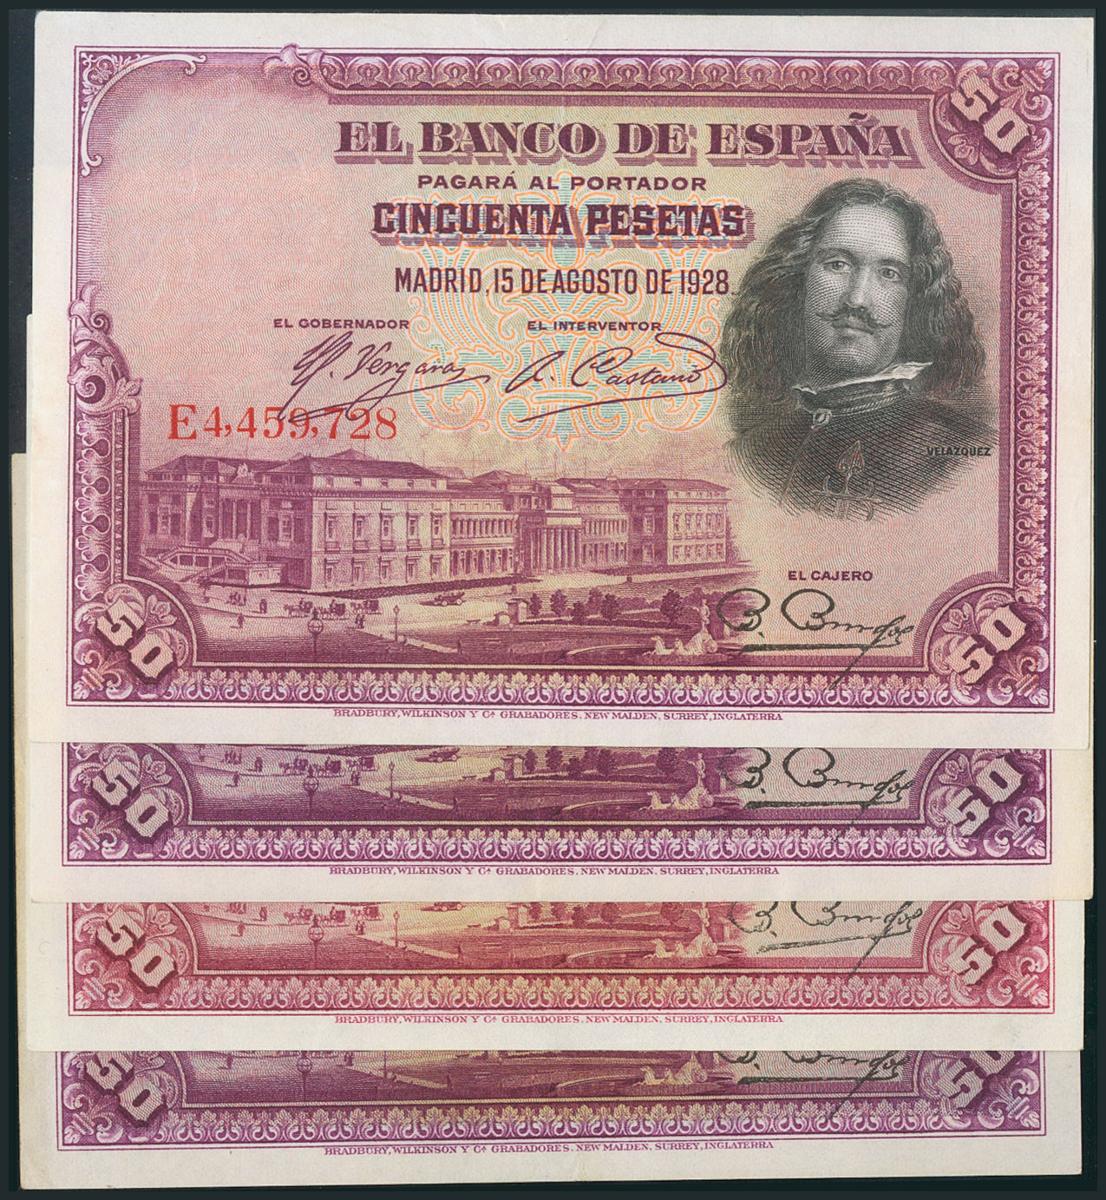 50
EL BANCO DE ESPAÑA
PAGARÁ AL PORTADOR
CINCUENTA PESETAS
MADRID, 15 DE AGOSTO DE 1928
EL GOBERNADOR EL INTERVENTOR
Vergara A. Castaño
E4,459,728
VELAZQUEZ
EL CAJERO
50 50
BRADBURY, WILKINSON Y Cª GRABADORES. NEW MALDEN, SURREY, INGLATERRA
50 50
BRADBURY, WILKINSON Y Cª GRABADORES. NEW MALDEN. SURREY, INGLATERRA
50 50
BRADBURY, WILKINSON Y Cª GRABADORES. NEW MALDEN, SURREY, INGLATERRA
50 50
BRADBURY, WILKINSON Y Cª GRABADORES. NEW MALDEN, SURREY, INGLATERRA